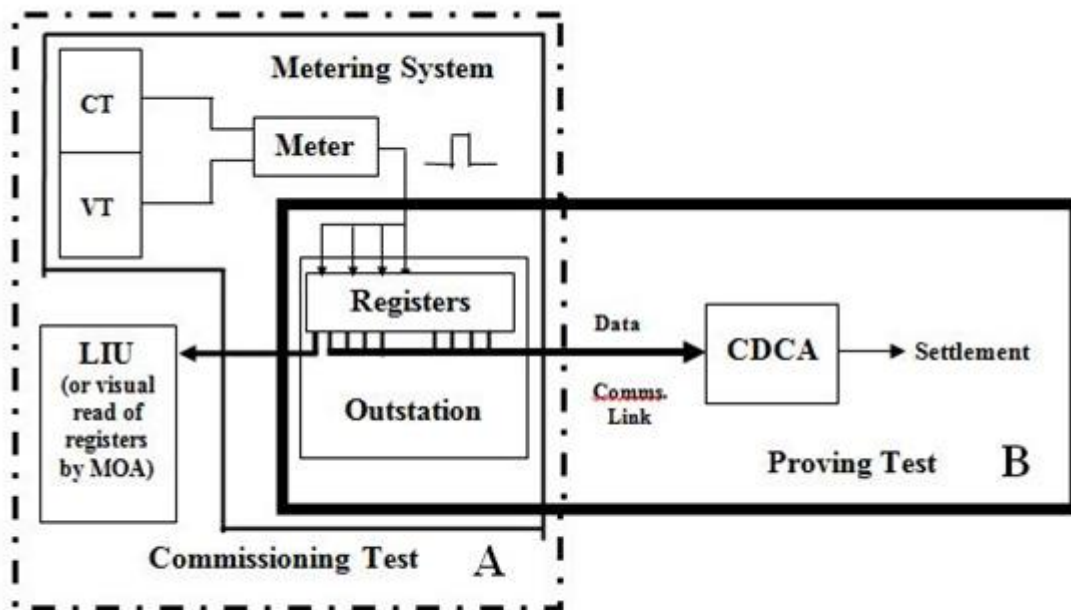 Metering System
CT
VT
Meter
Registers
Outstation
LIU
(or visual
read of
registers
by MOA)
Data
Comms.
Link
CDCA
Settlement
Proving Test B
Commissioning Test A